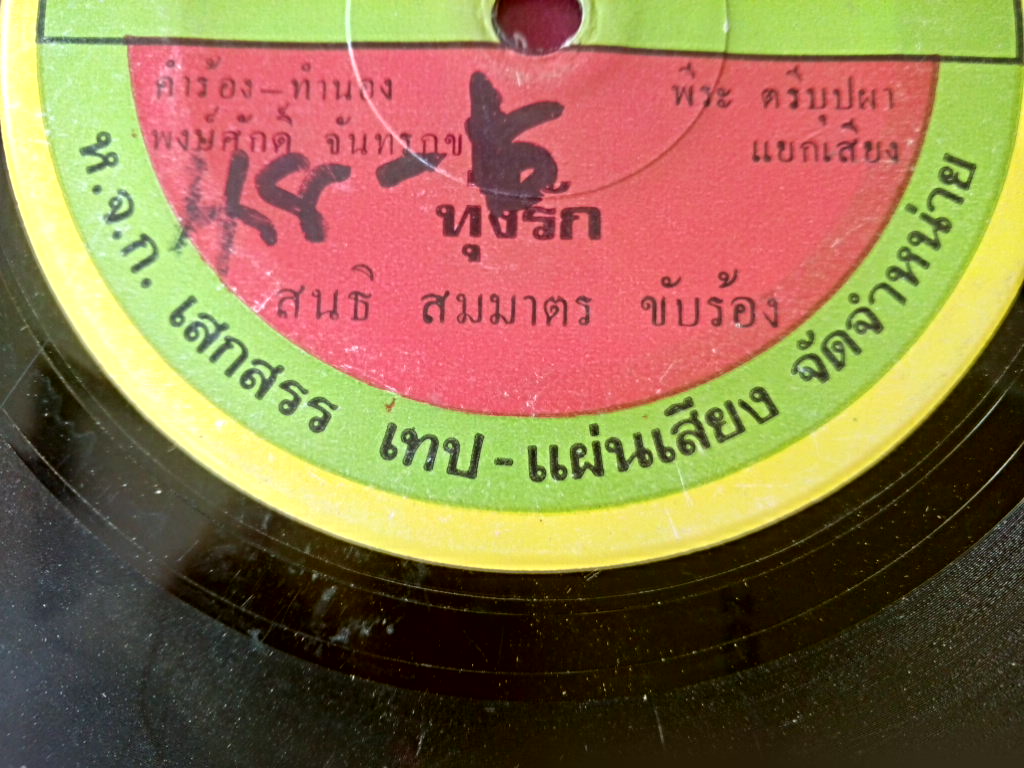 คำร้อง-ทำนอง
พงษ์ศักดิ์ จันทรุกขา
พีระ ตรีบุปผา
แยกเสียง
ทุ่งรัก
สนธิ สมมาตร ขับร้อง
ห.จ.ก. เสกสรร เทป-แผ่นเสียง จัดจำหน่าย